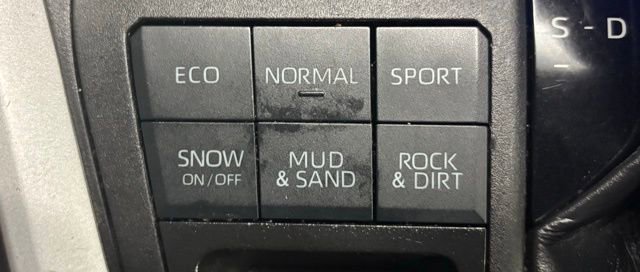 ECO NORMAL SPORT S - D
SNOW
ON/OFF
MUD
& SAND
ROCK
& DIRT